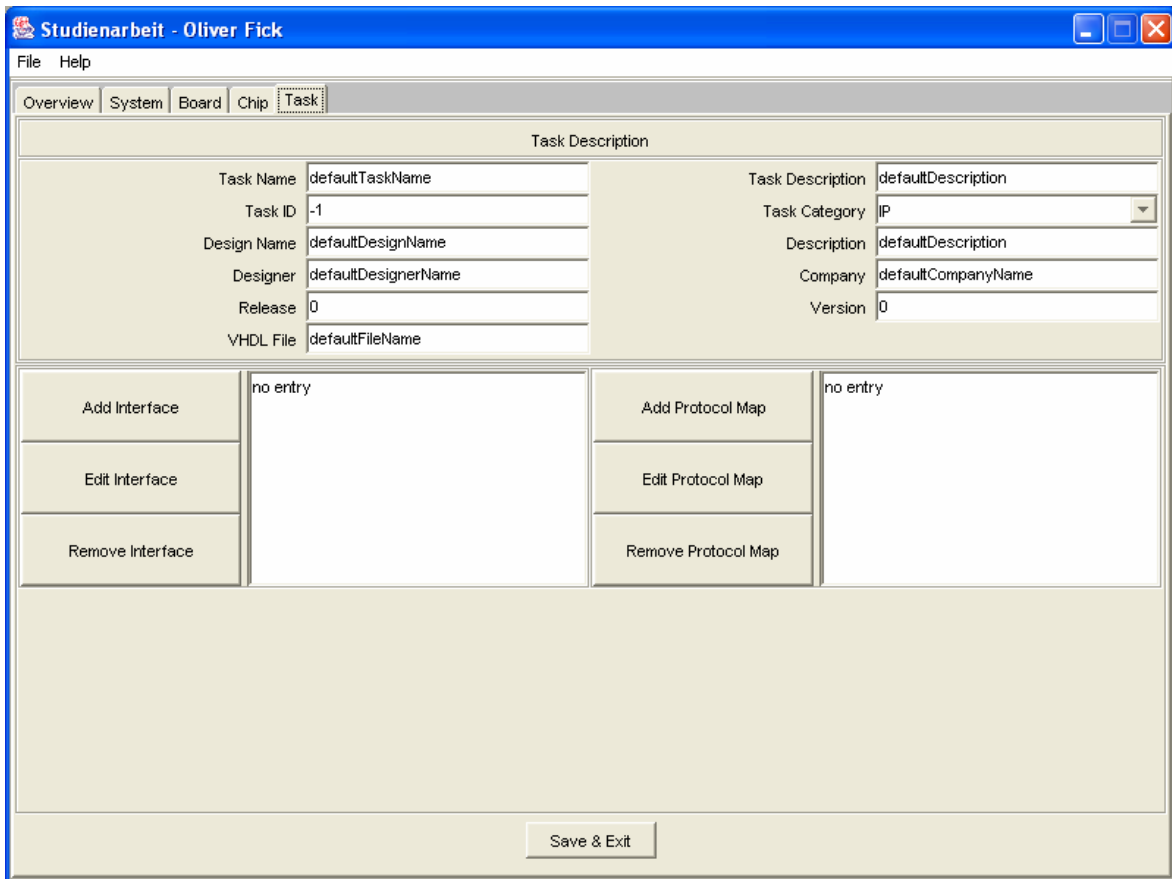 Studienarbeit - Oliver Fick
File Help
Overview System Board Chip Task
Task Description
Task Name defaultTaskName Task Description defaultDescription
Task ID -1 Task Category IP
Design Name defaultDesignName Description defaultDescription
Designer defaultDesignerName Company defaultCompanyName
Release 0 Version 0
VHDL File defaultFileName
no entry no entry
Add Interface Add Protocol Map
Edit Interface Edit Protocol Map
Remove Interface Remove Protocol Map
Save & Exit